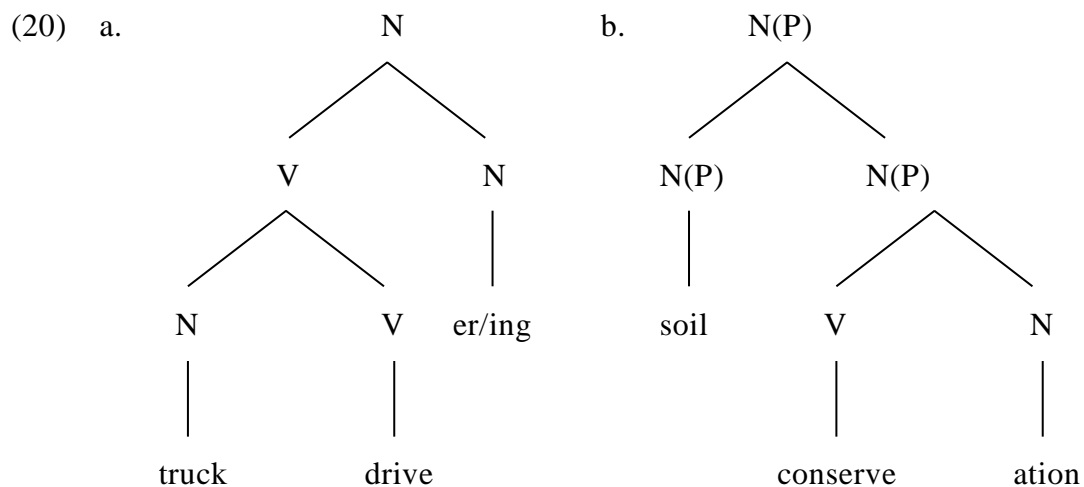 (20) a. N b. N(P)
V N N(P) N(P)
N V er/ing soil V N
truck drive conserve ation